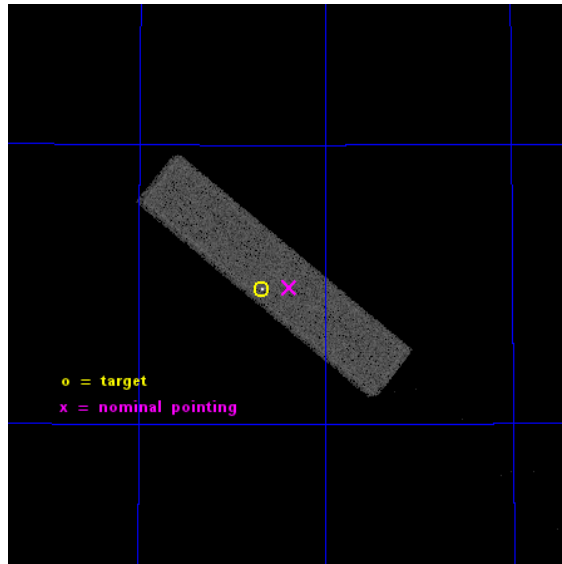 o = target
x = nominal pointing